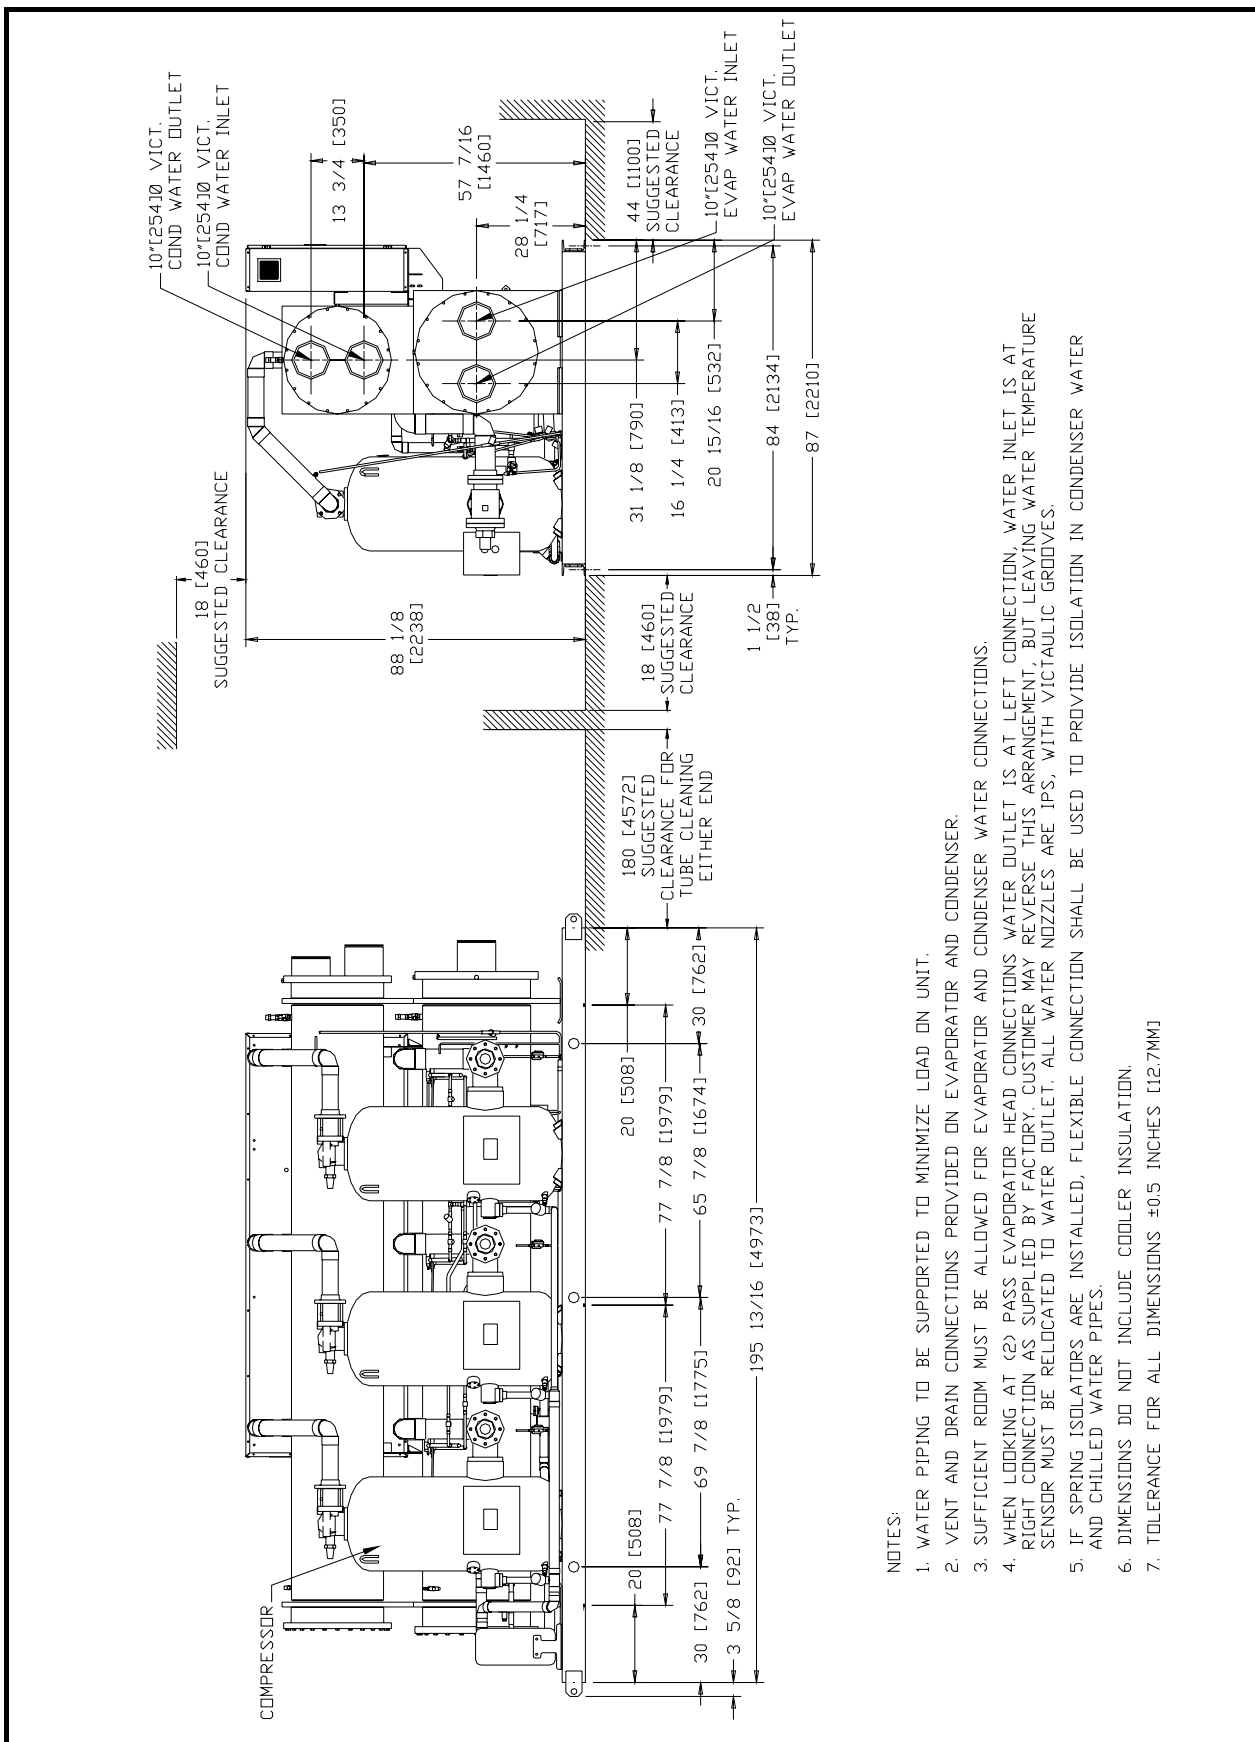 COMPRESSOR
20 [508]
77 7/8 [1979]
77 7/8 [1979]
20 [508]
30 [762]
69 7/8 [1775]
65 7/8 [1674]
30 [762]
3 5/8 [92] TYP.
195 13/16 [4973]
180 [4572]
SUGGESTED
CLEARANCE FOR
TUBE CLEANING
EITHER END
18 [460]
SUGGESTED CLEARANCE
88 1/8
[2238]
18 [460]
SUGGESTED
CLEARANCE
10"[254]Ø VICT.
COND WATER OUTLET
10"[254]Ø VICT.
COND WATER INLET
13 3/4 [350]
57 7/16
[1460]
28 1/4
[717]
44 [1100]
SUGGESTED
CLEARANCE
10"[254]Ø VICT.
EVAP WATER INLET
10"[254]Ø VICT.
EVAP WATER OUTLET
31 1/8 [790]
16 1/4 [413]
20 15/16 [532]
84 [2134]
87 [2210]
1 1/2
[38]
TYP.
NOTES:
1. WATER PIPING TO BE SUPPORTED TO MINIMIZE LOAD ON UNIT.
2. VENT AND DRAIN CONNECTIONS PROVIDED ON EVAPORATOR AND CONDENSER.
3. SUFFICIENT ROOM MUST BE ALLOWED FOR EVAPORATOR AND CONDENSER WATER CONNECTIONS.
4. WHEN LOOKING AT (2) PASS EVAPORATOR HEAD CONNECTIONS WATER OUTLET IS AT LEFT CONNECTION, WATER INLET IS AT
RIGHT CONNECTION AS SUPPLIED BY FACTORY. CUSTOMER MAY REVERSE THIS ARRANGEMENT, BUT LEAVING WATER TEMPERATURE
SENSOR MUST BE RELOCATED TO WATER OUTLET. ALL WATER NOZZLES ARE IPS, WITH VICTAULIC GROOVES.
5. IF SPRING ISOLATORS ARE INSTALLED, FLEXIBLE CONNECTION SHALL BE USED TO PROVIDE ISOLATION IN CONDENSER WATER
AND CHILLED WATER PIPES.
6. DIMENSIONS DO NOT INCLUDE COOLER INSULATION.
7. TOLERANCE FOR ALL DIMENSIONS ±0.5 INCHES [12.7MM]